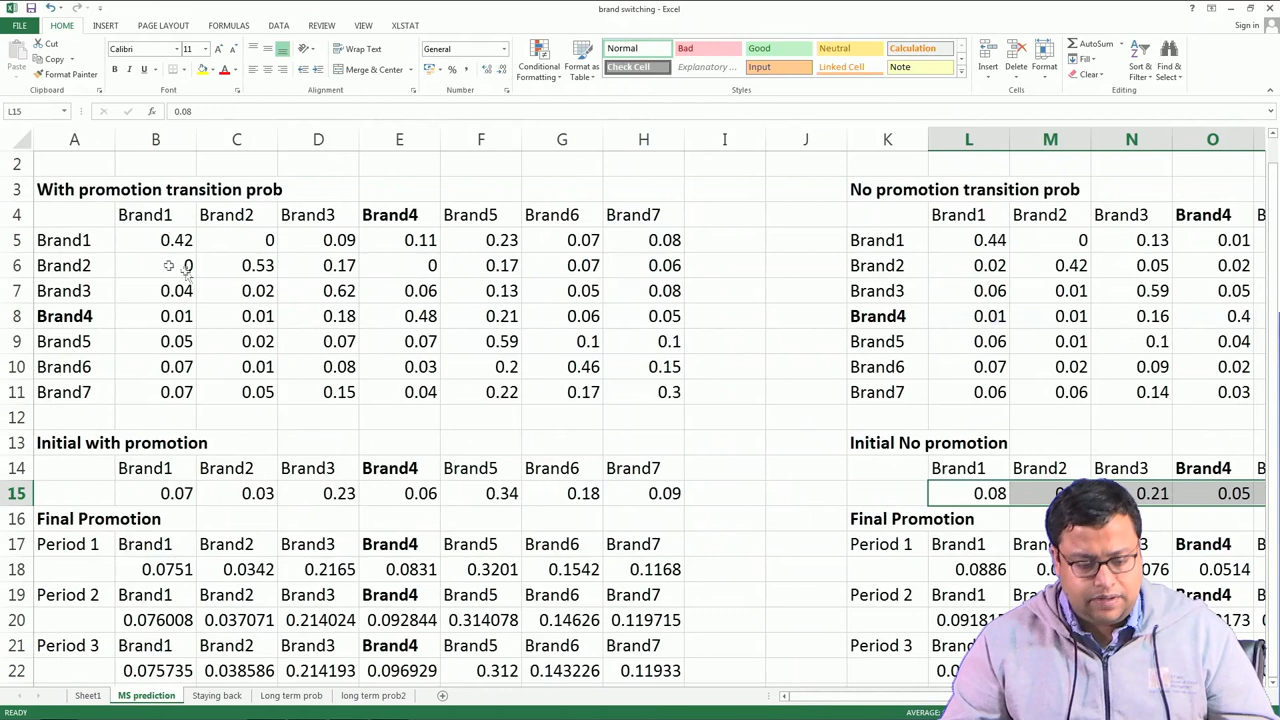 brand switching - Excel
Sign in
FILE HOME INSERT PAGE LAYOUT FORMULAS DATA REVIEW VIEW XLSTAT
Paste
Cut
Copy
Format Painter
Clipboard
Calibri 11
B I U
Font
Wrap Text
Merge & Center
Alignment
General
Number
Conditional Formatting
Format as Table
Normal Bad Good Neutral Calculation
Check Cell Explanatory ... Input Linked Cell Note
Styles
Insert Delete Format
Cells
AutoSum
Fill
Clear
Sort & Filter
Find & Select
Editing
L15 fx 0.08
A B C D E F G H I J K L M N O
2
3 With promotion transition prob No promotion transition prob
4 Brand1 Brand2 Brand3 Brand4 Brand5 Brand6 Brand7 Brand1 Brand2 Brand3 Brand4
5 Brand1 0.42 0 0.09 0.11 0.23 0.07 0.08 Brand1 0.44 0 0.13 0.01
6 Brand2 0 0.53 0.17 0 0.17 0.07 0.06 Brand2 0.02 0.42 0.05 0.02
7 Brand3 0.04 0.02 0.62 0.06 0.13 0.05 0.08 Brand3 0.06 0.01 0.59 0.05
8 Brand4 0.01 0.01 0.18 0.48 0.21 0.06 0.05 Brand4 0.01 0.01 0.16 0.4
9 Brand5 0.05 0.02 0.07 0.07 0.59 0.1 0.1 Brand5 0.06 0.01 0.1 0.04
10 Brand6 0.07 0.01 0.08 0.03 0.2 0.46 0.15 Brand6 0.07 0.02 0.09 0.02
11 Brand7 0.07 0.05 0.15 0.04 0.22 0.17 0.3 Brand7 0.06 0.06 0.14 0.03
12
13 Initial with promotion Initial No promotion
14 Brand1 Brand2 Brand3 Brand4 Brand5 Brand6 Brand7 Brand1 Brand2 Brand3 Brand4
15 0.07 0.03 0.23 0.06 0.34 0.18 0.09 0.08 0.21 0.05
16 Final Promotion Final Promotion
17 Period 1 Brand1 Brand2 Brand3 Brand4 Brand5 Brand6 Brand7 Period 1 Brand1 Brand4
18 0.0751 0.0342 0.2165 0.0831 0.3201 0.1542 0.1168 0.0886 0.0514
19 Period 2 Brand1 Brand2 Brand3 Brand4 Brand5 Brand6 Brand7 Period 2 Brand1 Brand4
20 0.076008 0.037071 0.214024 0.092844 0.314078 0.14626 0.119715
21 Period 3 Brand1 Brand2 Brand3 Brand4 Brand5 Brand6 Brand7 Period 3 Brand1
22 0.075735 0.038586 0.214193 0.096929 0.312 0.143226 0.11933
Sheet1 MS prediction Staying back Long term prob long term prob2
READY